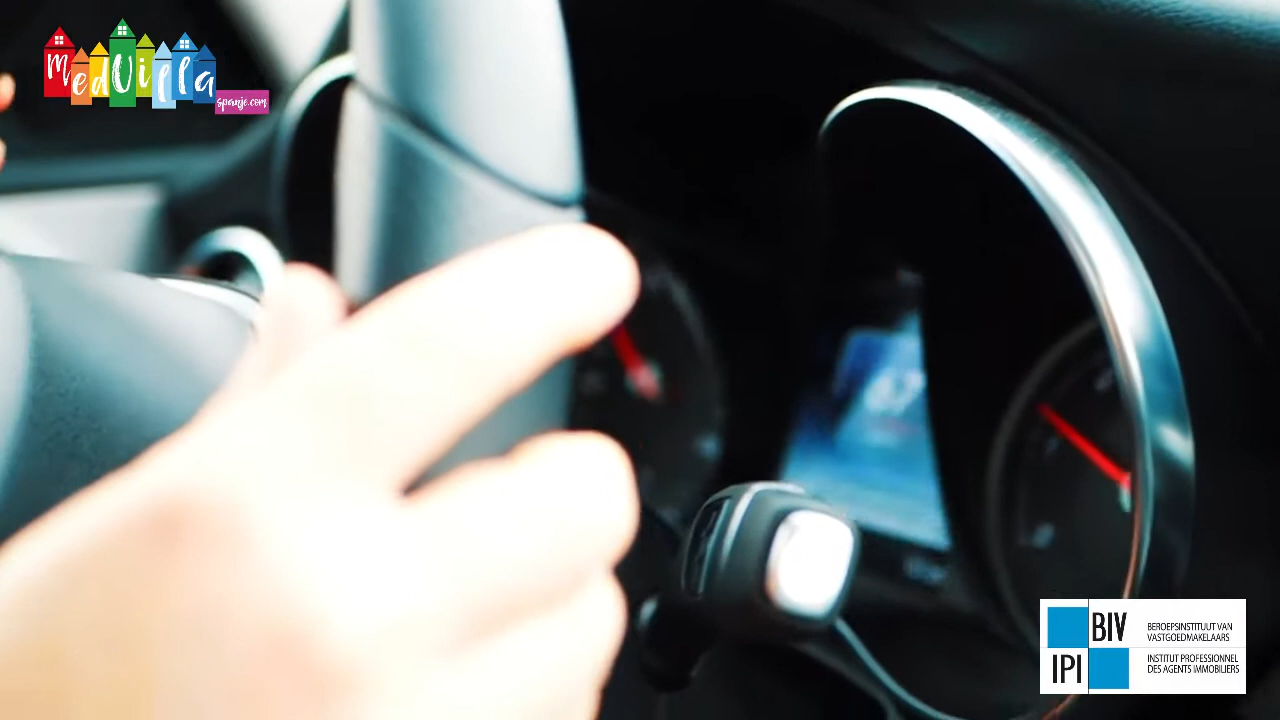 MedVilla
spanje.com
BIV
BEROEPSINSTITUUT VAN
VASTGOEDMAKELAARS
IPI
INSTITUT PROFESSIONNEL
DES AGENTS IMMOBILIERS